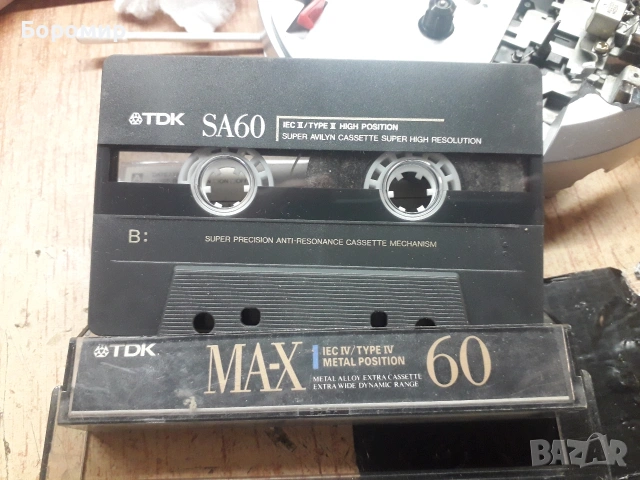 Боромир
TDK SA60 IEC II/TYPE II HIGH POSITION
SUPER AVILYN CASSETTE SUPER HIGH RESOLUTION
B: SUPER PRECISION ANTI-RESONANCE CASSETTE MECHANISM
TDK MA-X IEC IV/TYPE IV
METAL POSITION 60
METAL ALLOY EXTRA CASSETTE
EXTRA WIDE DYNAMIC RANGE
BAZAR